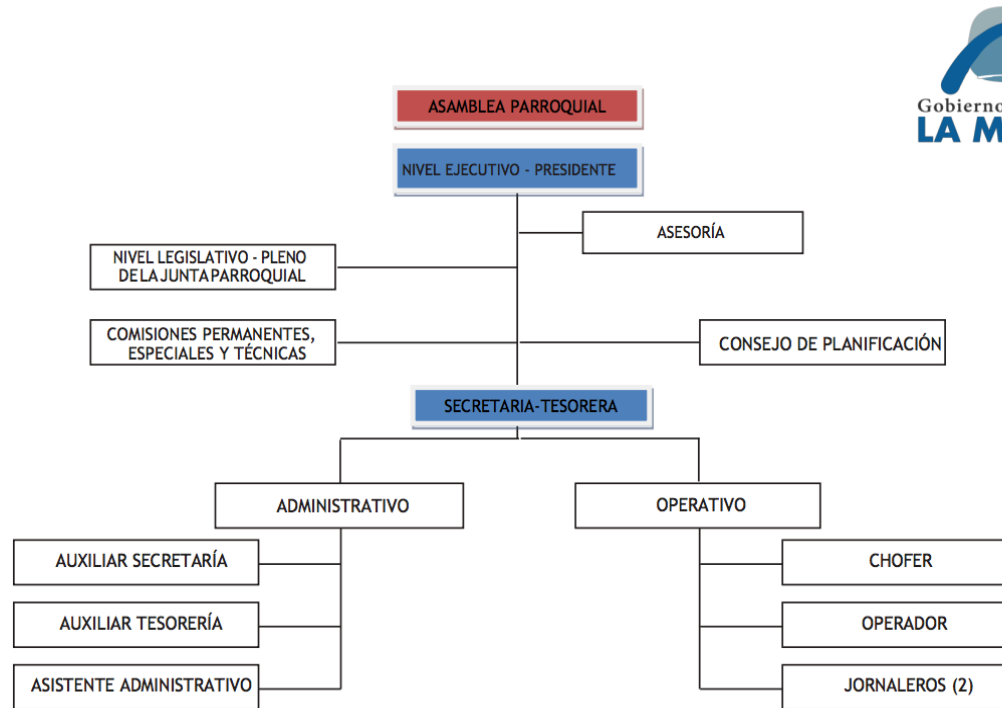 Gobierno
LA M
ASAMBLEA PARROQUIAL
NIVEL EJECUTIVO - PRESIDENTE
ASESORÍA
NIVEL LEGISLATIVO - PLENO
DE LA JUNTA PARROQUIAL
COMISIONES PERMANENTES,
ESPECIALES Y TÉCNICAS
CONSEJO DE PLANIFICACIÓN
SECRETARIA-TESORERA
ADMINISTRATIVO
OPERATIVO
AUXILIAR SECRETARÍA
CHOFER
AUXILIAR TESORERÍA
OPERADOR
ASISTENTE ADMINISTRATIVO
JORNALEROS (2)